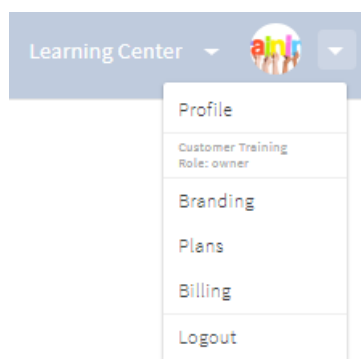 Learning Center
Profile
Customer Training
Role: owner
Branding
Plans
Billing
Logout